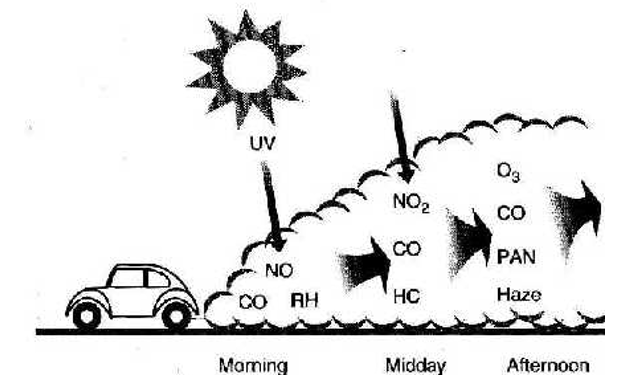 UV
NO
CO RH
NO2
CO
HC
O3
CO
PAN
Haze
Morning Midday Afternoon